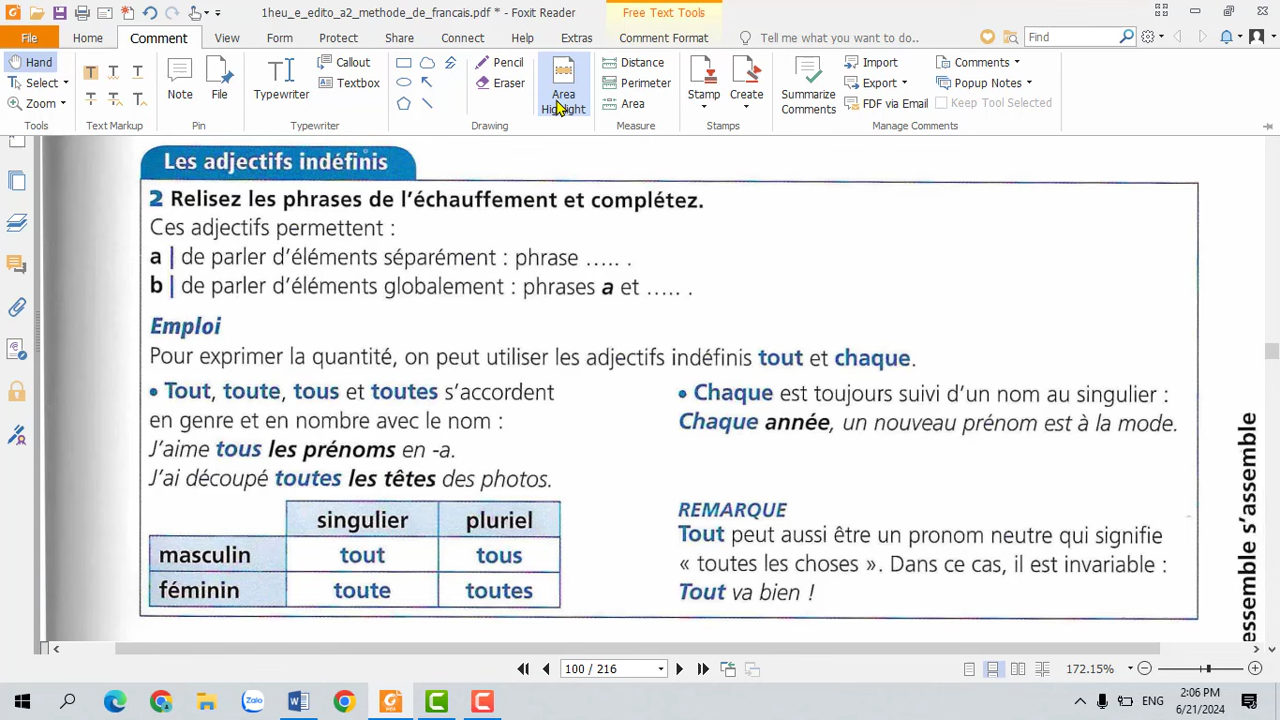 1heu_e_edito_a2_methode_de_francais.pdf * - Foxit Reader
Free Text Tools
File
Home
Comment
View
Form
Protect
Share
Connect
Help
Extras
Comment Format
Tell me what you want to do...
Find
Hand
Select
Zoom
Tools
Text Markup
Note
File
Pin
Typewriter
Callout
Textbox
Typewriter
Pencil
Eraser
Area Highlight
Drawing
Distance
Perimeter
Area
Measure
Stamp
Create
Stamps
Summarize Comments
Import
Export
FDF via Email
Comments
Popup Notes
Keep Tool Selected
Manage Comments
Les adjectifs indéfinis
2 Relisez les phrases de l'échauffement et complétez.
Ces adjectifs permettent :
a | de parler d'éléments séparément : phrase ..... .
b | de parler d'éléments globalement : phrases a et ..... .
Emploi
Pour exprimer la quantité, on peut utiliser les adjectifs indéfinis tout et chaque.
• Tout, toute, tous et toutes s'accordent
en genre et en nombre avec le nom :
J'aime tous les prénoms en -a.
J'ai découpé toutes les têtes des photos.
singulier pluriel
masculin tout tous
féminin toute toutes
• Chaque est toujours suivi d'un nom au singulier :
Chaque année, un nouveau prénom est à la mode.
REMARQUE
Tout peut aussi être un pronom neutre qui signifie
« toutes les choses ». Dans ce cas, il est invariable :
Tout va bien !
essemble s'assemble
100 / 216
172.15%
Zalo
ENG
2:06 PM
6/21/2024